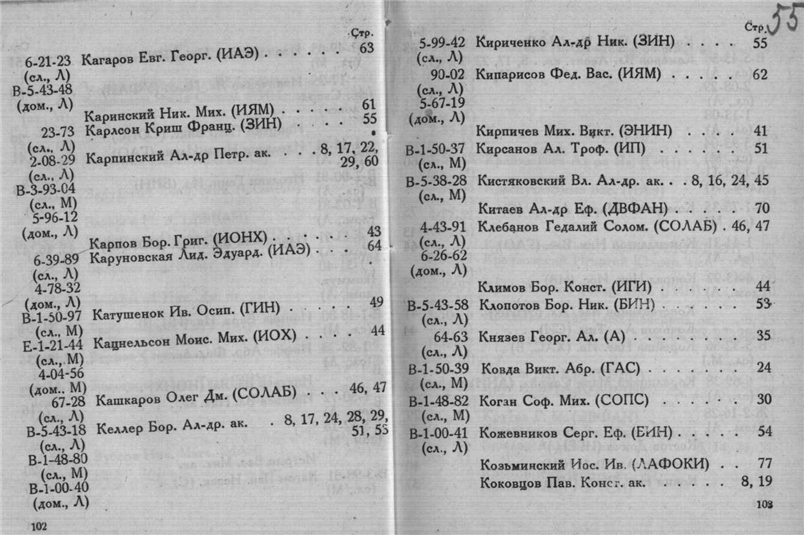 Стр.
6-21-23 Кагаров Евг. Георг. (ИАЭ) . . . . . . . 63
(сл., Л)
В-5-43-48
(дом., Л)
Каринский Ник. Мих. (ИЯМ) . . . . . . . 61
23-73 Карлсон Криш Франц. (ЗИН) . . . . . . . 55
(сл., Л)
2-08-29 Карпинский Ал-др Петр. ак. . . . 8, 17, 22,
(сл., Л) 29, 60
В-3-93-04
(сл., М)
5-96-12
(дом., Л)
Карпов Бор. Григ. (ИОНХ) . . . . . . . 43
6-39-89 Каруновская Лид. Эдуард. (ИАЭ) . . . . . 64
(сл., Л)
4-78-32
(дом., Л)
В-1-50-97 Катушенок Ив. Осип. (ГИН) . . . . . . . 49
(сл., М)
Е-1-21-44 Кацнельсон Моис. Мих. (ИОХ) . . . . . . 44
(сл., М)
4-04-56
(дом., М)
67-28 Кашкаров Олег Дм. (СОЛАБ) . . . . 46, 47
(сл., Л)
В-5-43-18 Келлер Бор. Ал-др. ак. . 8, 17, 24, 28, 29,
(сл., Л) 51, 53
В-1-48-80
(сл., М)
В-1-00-40
(дом., Л)
102
55
Стр.
5-99-42 Кириченко Ал-др Ник. (ЗИН) . . . . 55
(сл., Л)
90-02 Кипарисов Фед. Вас. (ИЯМ) . . . . . 62
(сл., Л)
5-67-19
(дом., Л)
Кирпичев Мих. Викт. (ЭНИН) . . . . . 41
В-1-50-37 Кирсанов Ал. Троф. (ИП) . . . . . . 51
(сл., М)
В-5-38-28 Кистяковский Вл. Ал-др. ак. . . 8, 16, 24, 45
(сл., М)
Китаев Ал-др Еф. (ДВФАН) . . . . . 70
4-43-91 Клебанов Гедалий Солом. (СОЛАБ) . 46, 47
(сл., Л)
6-26-62
(дом., Л)
Климов Бор. Конст. (ИГИ) . . . . . . 44
В-5-43-58 Клопотов Бор. Ник. (БИН) . . . . . . 53
(сл., Л)
64-63 Князев Георг. Ал. (А) . . . . . . . 35
(сл., Л)
В-1-50-39 Ковда Викт. Абр. (ГАС) . . . . . . 24
(сл., М)
В-1-48-82 Коган Соф. Мих. (СОПС) . . . . . . 30
(сл., М)
В-1-00-41 Кожевников Серг. Еф. (БИН) . . . . . 54
(сл., Л)
Козьминский Иос. Ив. (ЛАФОКИ) . . 77
Коковцов Пав. Конст. ак. . . . . . 8, 19
103